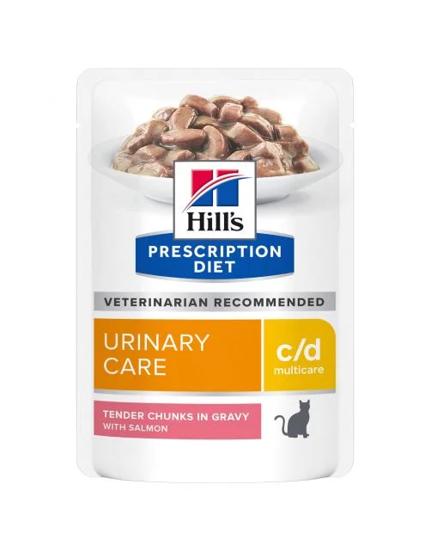 Hill's
PRESCRIPTION
DIET
VETERINARIAN RECOMMENDED
URINARY
CARE
c/d
multicare
TENDER CHUNKS IN GRAVY
WITH SALMON